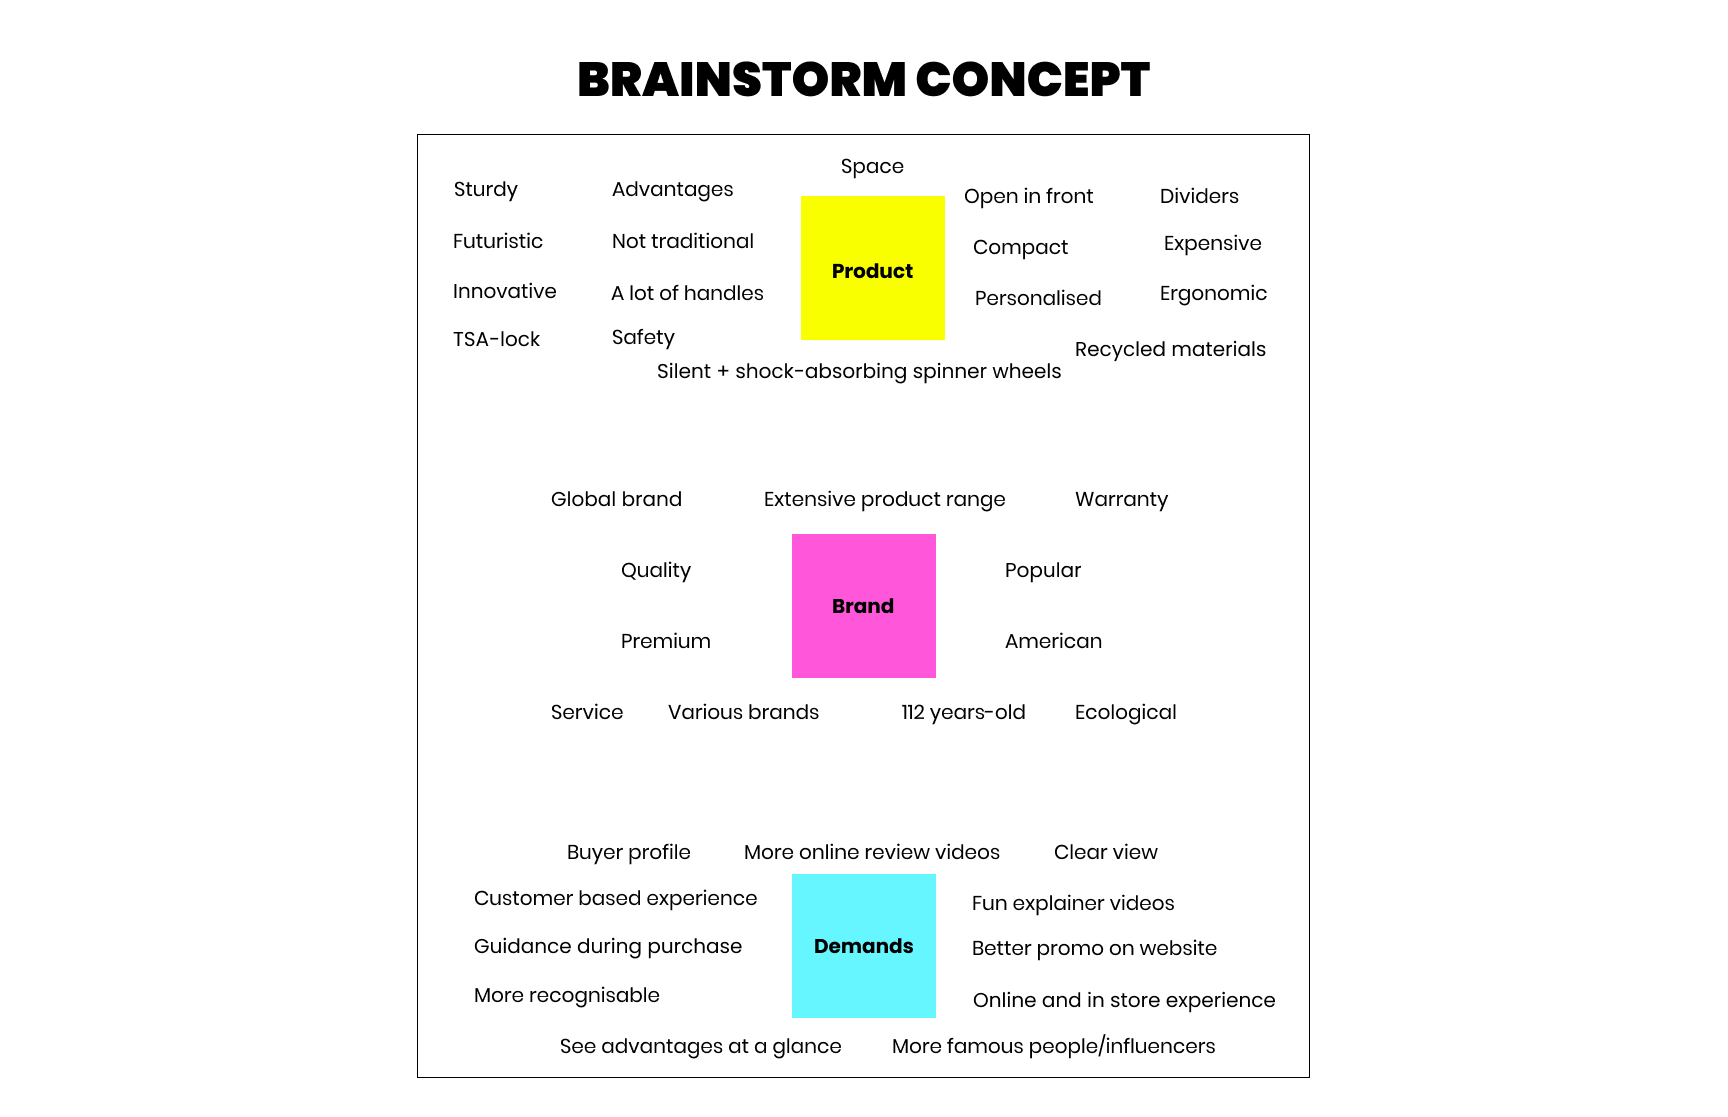 BRAINSTORM CONCEPT
Space
Sturdy
Advantages
Open in front
Dividers
Futuristic
Not traditional
Compact
Expensive
Product
Innovative
A lot of handles
Personalised
Ergonomic
TSA-lock
Safety
Recycled materials
Silent + shock-absorbing spinner wheels
Global brand
Extensive product range
Warranty
Quality
Popular
Brand
Premium
American
Service
Various brands
112 years-old
Ecological
Buyer profile
More online review videos
Clear view
Customer based experience
Fun explainer videos
Guidance during purchase
Demands
Better promo on website
More recognisable
Online and in store experience
See advantages at a glance
More famous people/influencers